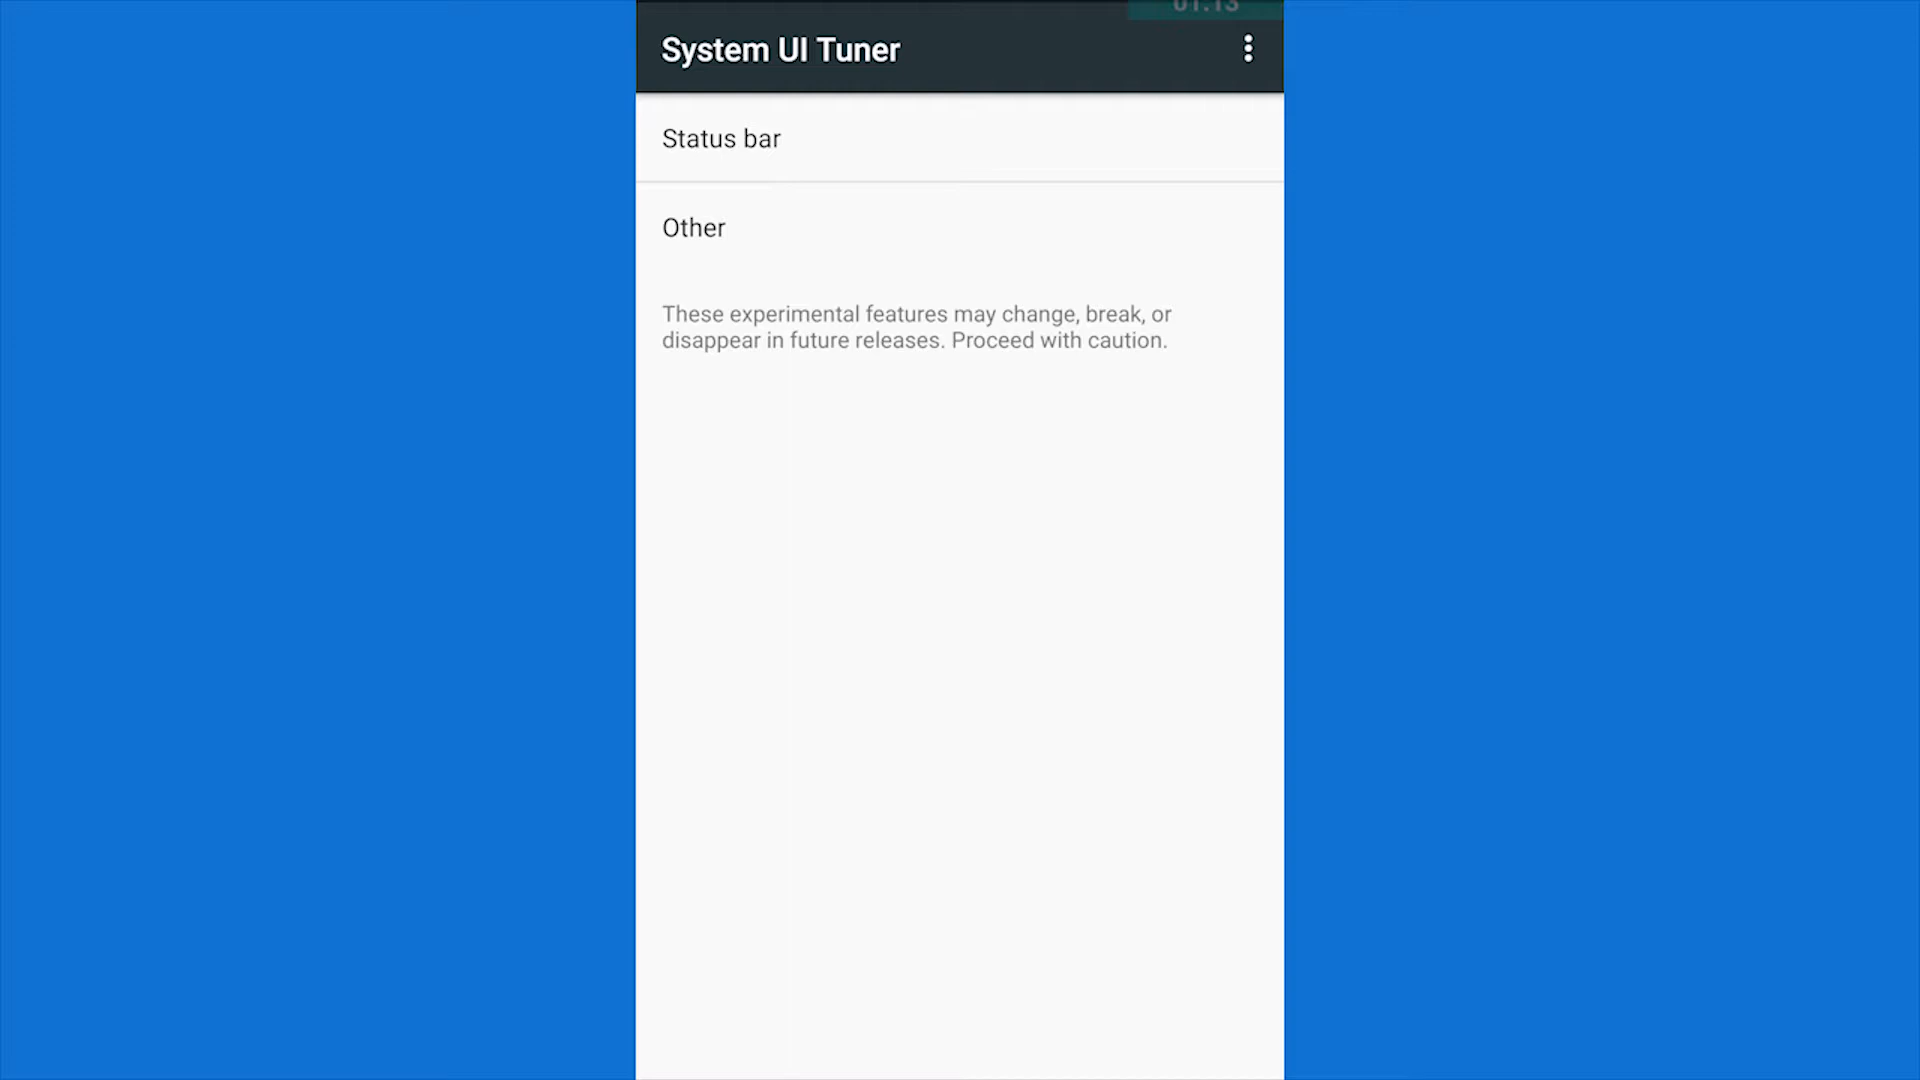 System UI Tuner
Status bar
Other
These experimental features may change, break, or
disappear in future releases. Proceed with caution.